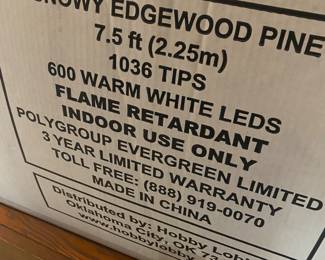 SNOWY EDGEWOOD PINE
7.5 ft (2.25m)
1036 TIPS
600 WARM WHITE LEDS
FLAME RETARDANT
INDOOR USE ONLY
POLYGROUP EVERGREEN LIMITED
3 YEAR LIMITED WARRANTY
TOLL FREE: (888) 919-0070
MADE IN CHINA
Distributed by: Hobby Lob
Oklahoma City, OK 73
www.hobbylobby